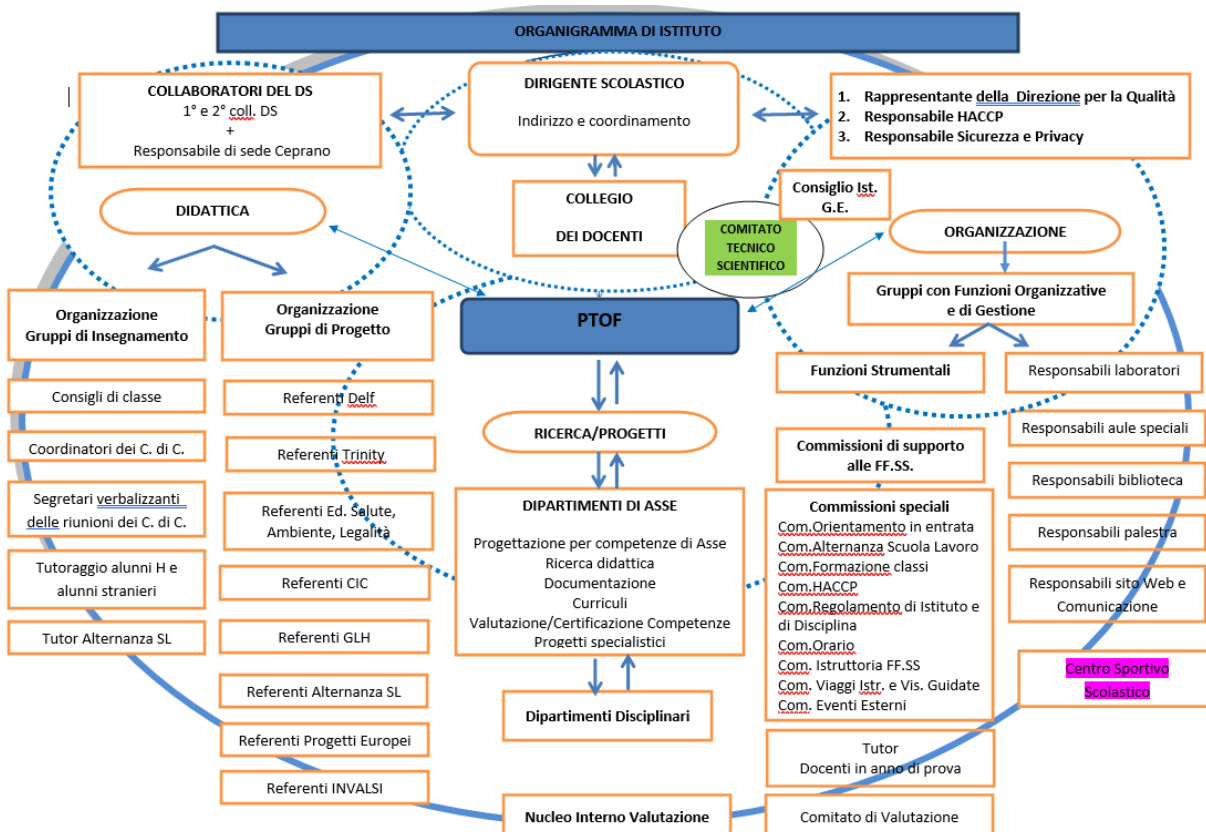 ORGANIGRAMMA DI ISTITUTO
COLLABORATORI DEL DS
1° e 2° coll. DS
+
Responsabile di sede Ceprano
DIRIGENTE SCOLASTICO
Indirizzo e coordinamento
1. Rappresentante della Direzione per la Qualità
2. Responsabile HACCP
3. Responsabile Sicurezza e Privacy
COLLEGIO
DEI DOCENTI
Consiglio Ist.
G.E.
COMITATO
TECNICO
SCIENTIFICO
DIDATTICA
ORGANIZZAZIONE
Organizzazione
Gruppi di Insegnamento
Organizzazione
Gruppi di Progetto
PTOF
Gruppi con Funzioni Organizzative
e di Gestione
Consigli di classe
Coordinatori dei C. di C.
Segretari verbalizzanti
delle riunioni dei C. di C.
Tutoraggio alunni H e
alunni stranieri
Tutor Alternanza SL
Referenti Delf
Referenti Trinity
Referenti Ed. Salute,
Ambiente, Legalità
Referenti CIC
Referenti GLH
Referenti Alternanza SL
Referenti Progetti Europei
Referenti INVALSI
RICERCA/PROGETTI
DIPARTIMENTI DI ASSE
Progettazione per competenze di Asse
Ricerca didattica
Documentazione
Curriculi
Valutazione/Certificazione Competenze
Progetti specialistici
Dipartimenti Disciplinari
Nucleo Interno Valutazione
Funzioni Strumentali
Commissioni di supporto
alle FF.SS.
Commissioni speciali
Com.Orientamento in entrata
Com.Alternanza Scuola Lavoro
Com.Formazione classi
Com.HACCP
Com.Regolamento di Istituto e
di Disciplina
Com.Orario
Com. Istruttoria FF.SS
Com. Viaggi Istr. e Vis. Guidate
Com. Eventi Esterni
Tutor
Docenti in anno di prova
Comitato di Valutazione
Responsabili laboratori
Responsabili aule speciali
Responsabili biblioteca
Responsabili palestra
Responsabili sito Web e
Comunicazione
Centro Sportivo
Scolastico